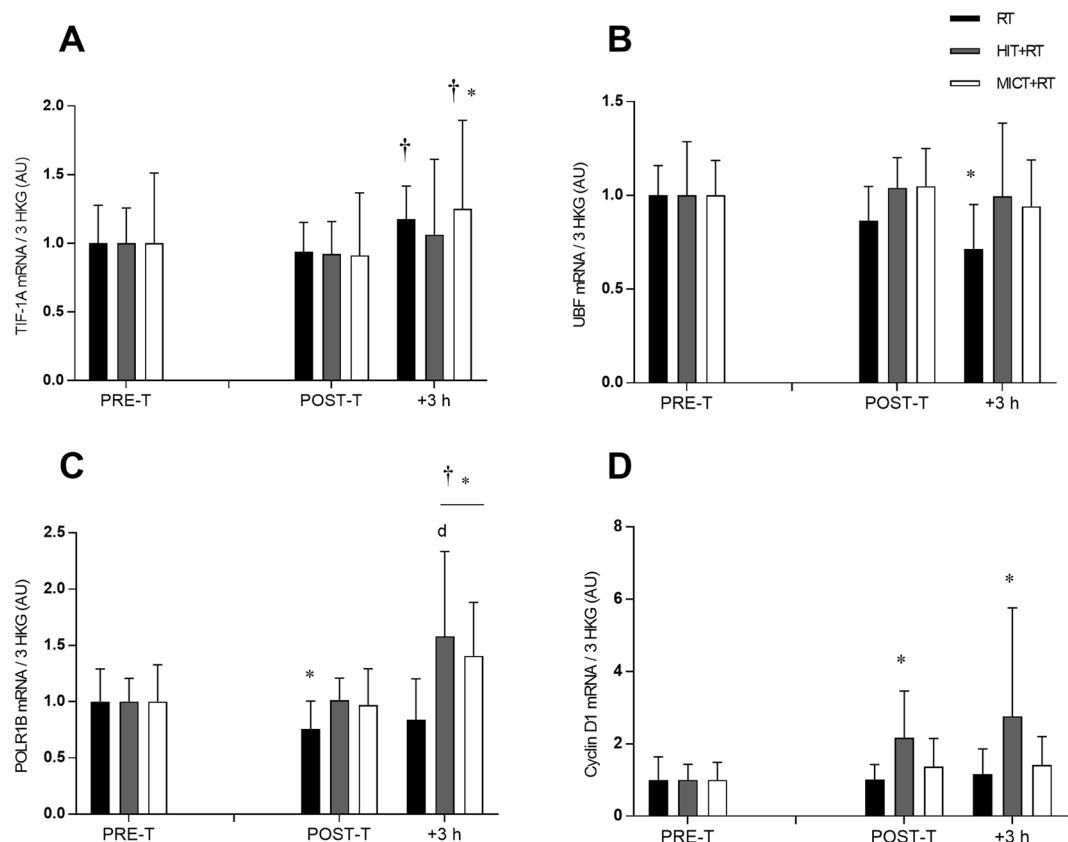 A
TIF-1A mRNA / 3 HKG (AU)
2.0
1.5
1.0
0.5
0.0
†
† *
PRE-T
POST-T
+3 h
B
RT
HIT+RT
MICT+RT
UBF mRNA / 3 HKG (AU)
1.5
1.0
0.5
0.0
*
PRE-T
POST-T
+3 h
C
POLR1B mRNA / 3 HKG (AU)
2.5
2.0
1.5
1.0
0.5
0.0
*
† *
d
PRE-T
POST-T
+3 h
D
Cyclin D1 mRNA / 3 HKG (AU)
8
6
4
2
0
*
*
PRE-T
POST-T
+3 h